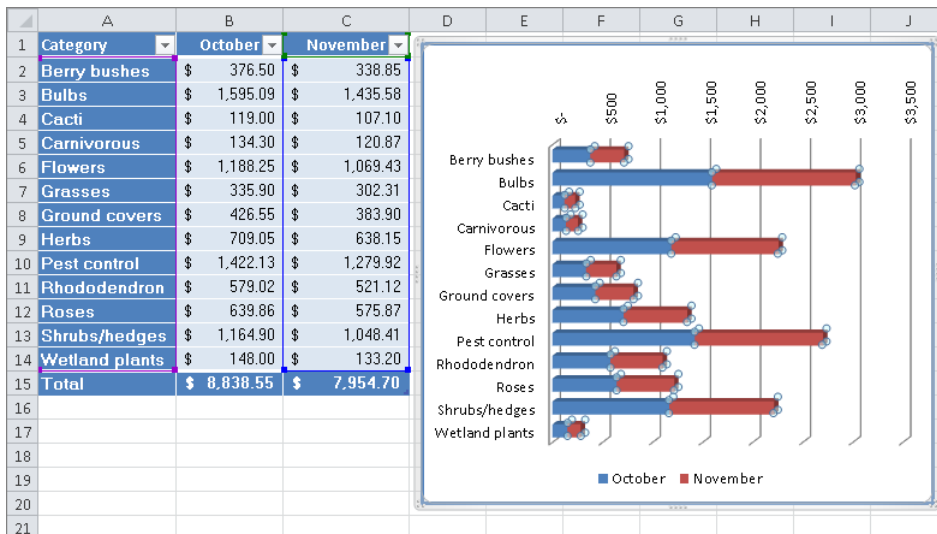 A B C D E F G H I J
1 Category October November
2 Berry bushes $ 376.50 $ 338.85
3 Bulbs $ 1,595.09 $ 1,435.58
4 Cacti $ 119.00 $ 107.10
5 Carnivorous $ 134.30 $ 120.87
6 Flowers $ 1,188.25 $ 1,069.43
7 Grasses $ 335.90 $ 302.31
8 Ground covers $ 426.55 $ 383.90
9 Herbs $ 709.05 $ 638.15
10 Pest control $ 1,422.13 $ 1,279.92
11 Rhododendron $ 579.02 $ 521.12
12 Roses $ 639.86 $ 575.87
13 Shrubs/hedges $ 1,164.90 $ 1,048.41
14 Wetland plants $ 148.00 $ 133.20
15 Total $ 8,838.55 $ 7,954.70
16
17
18
19
20
21
$- $500 $1,000 $1,500 $2,000 $2,500 $3,000 $3,500
Berry bushes
Bulbs
Cacti
Carnivorous
Flowers
Grasses
Ground covers
Herbs
Pest control
Rhododendron
Roses
Shrubs/hedges
Wetland plants
October November